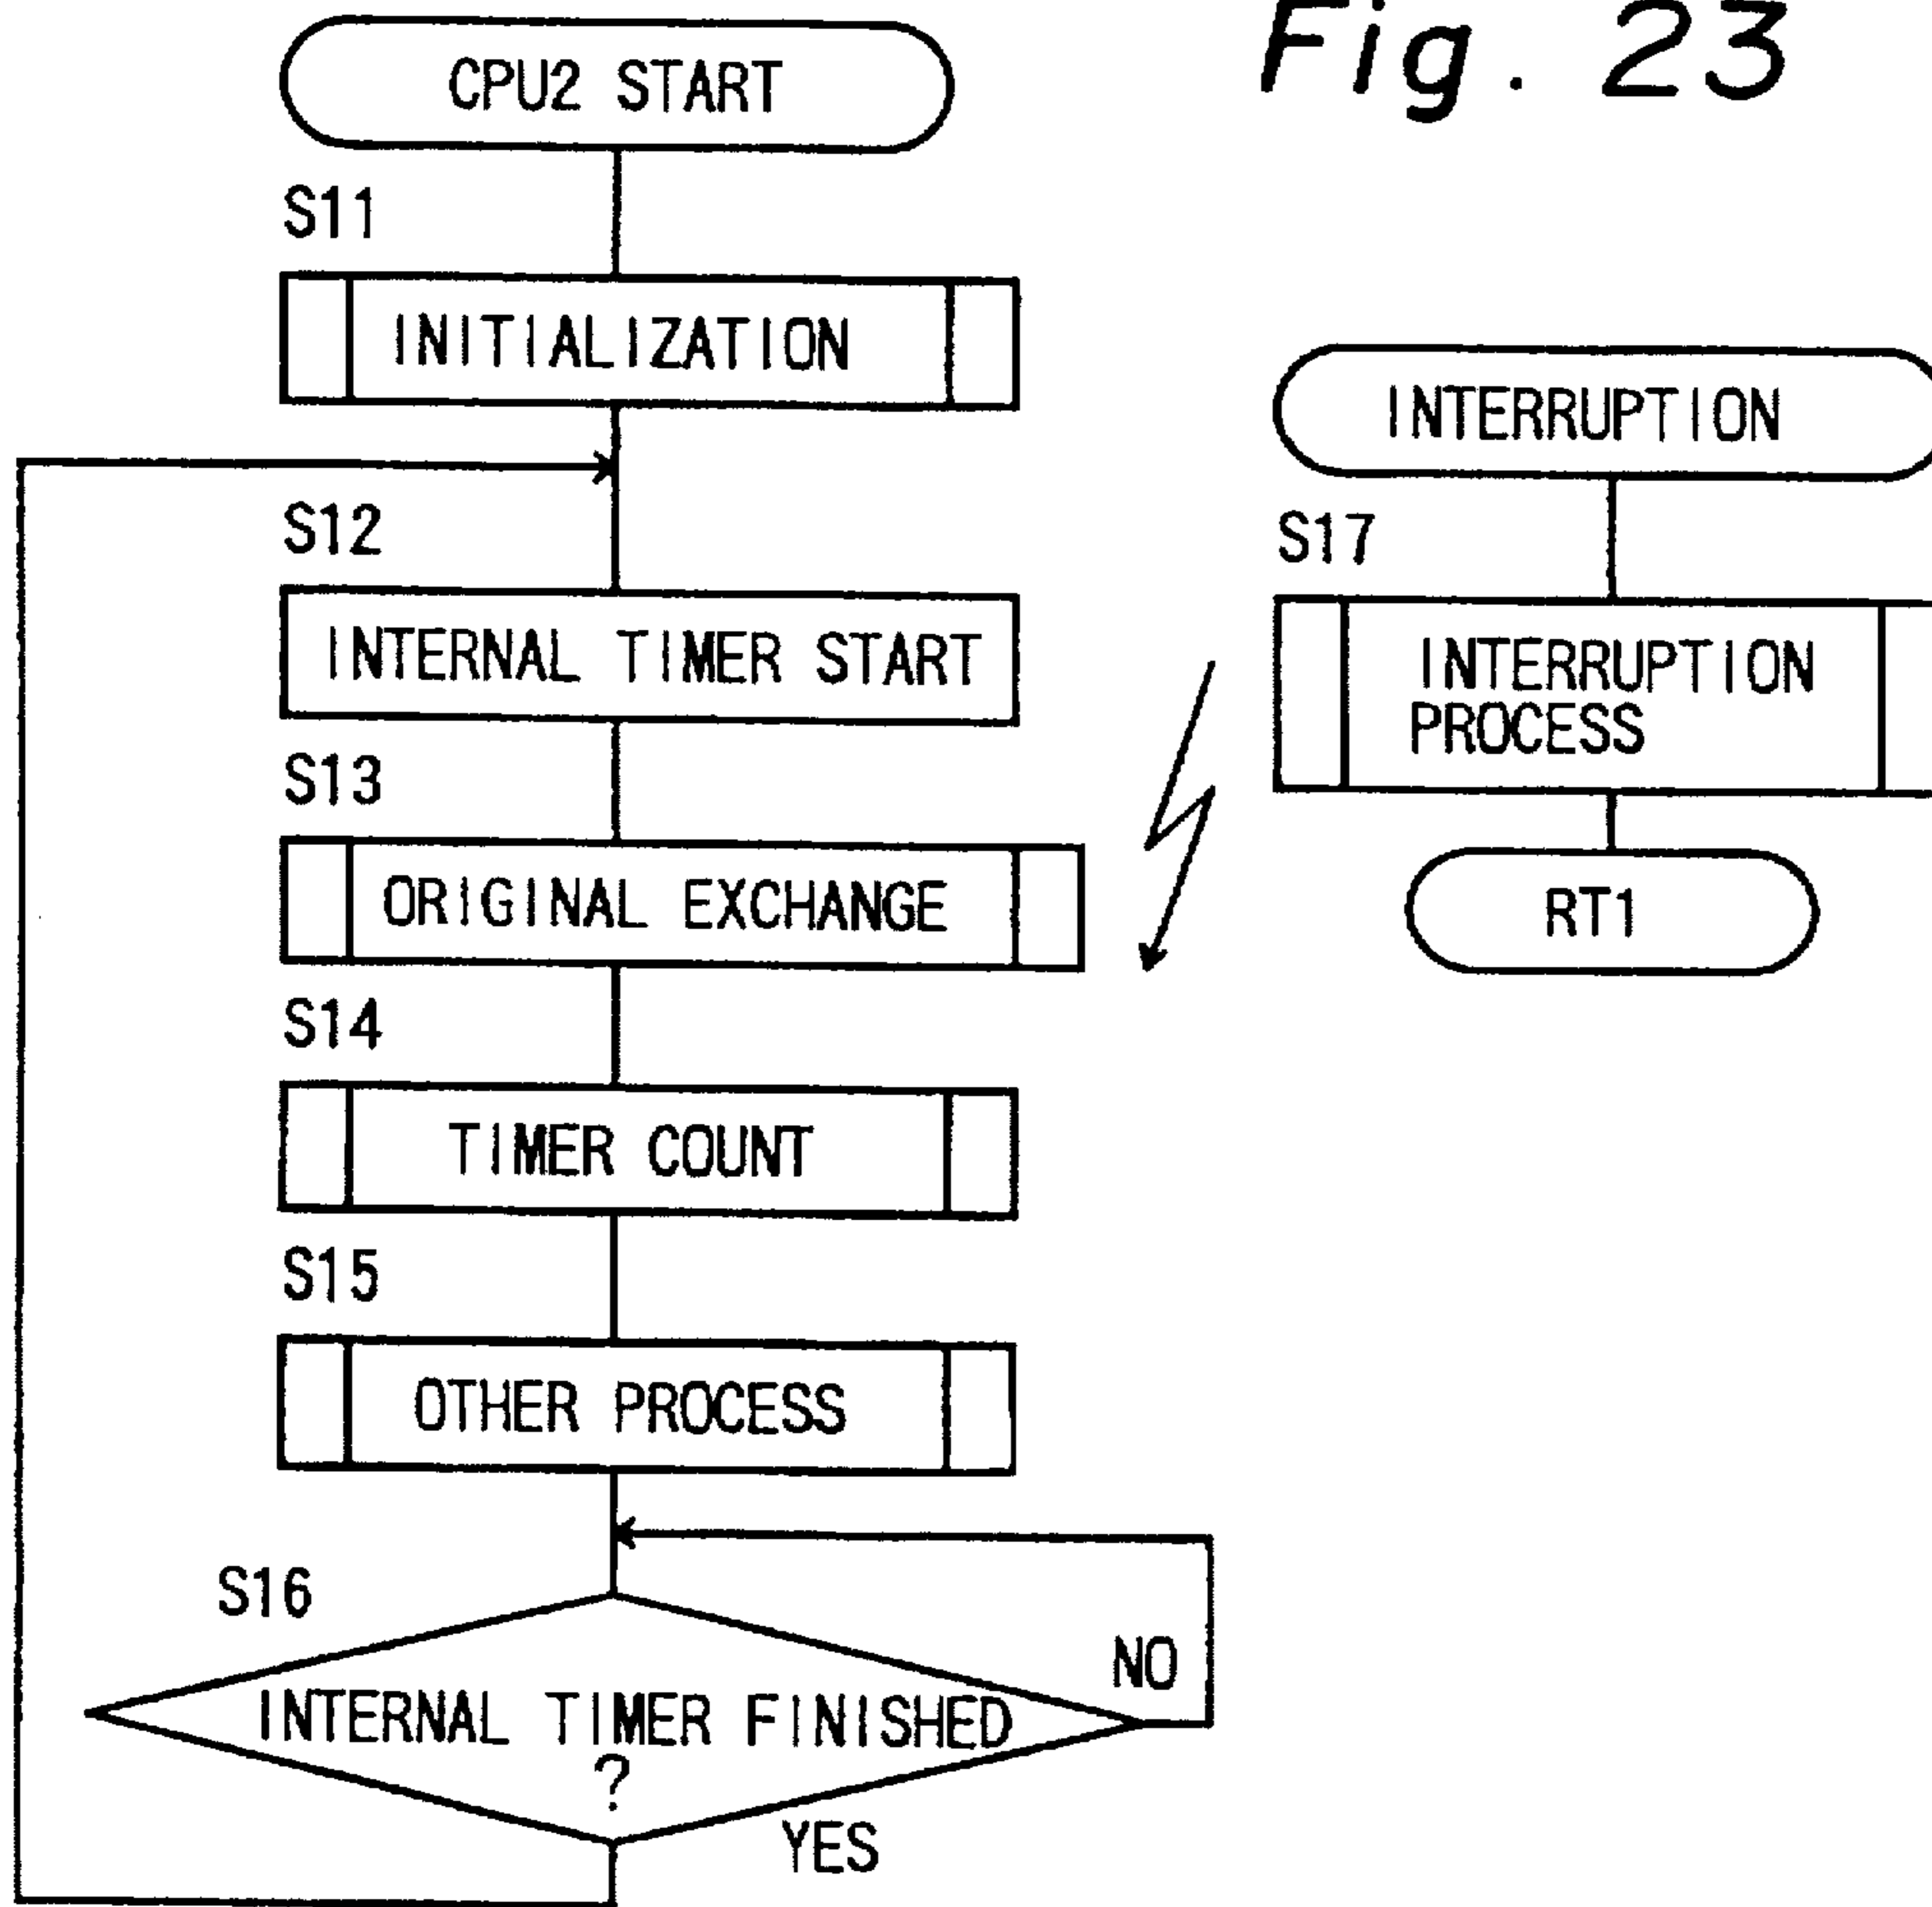 Fig. 23
CPU2 START
S11
INITIALIZATION
S12
INTERNAL TIMER START
S13
ORIGINAL EXCHANGE
S14
TIMER COUNT
S15
OTHER PROCESS
S16
INTERNAL TIMER FINISHED
?
NO
YES
INTERRUPTION
S17
INTERRUPTION
PROCESS
RT1